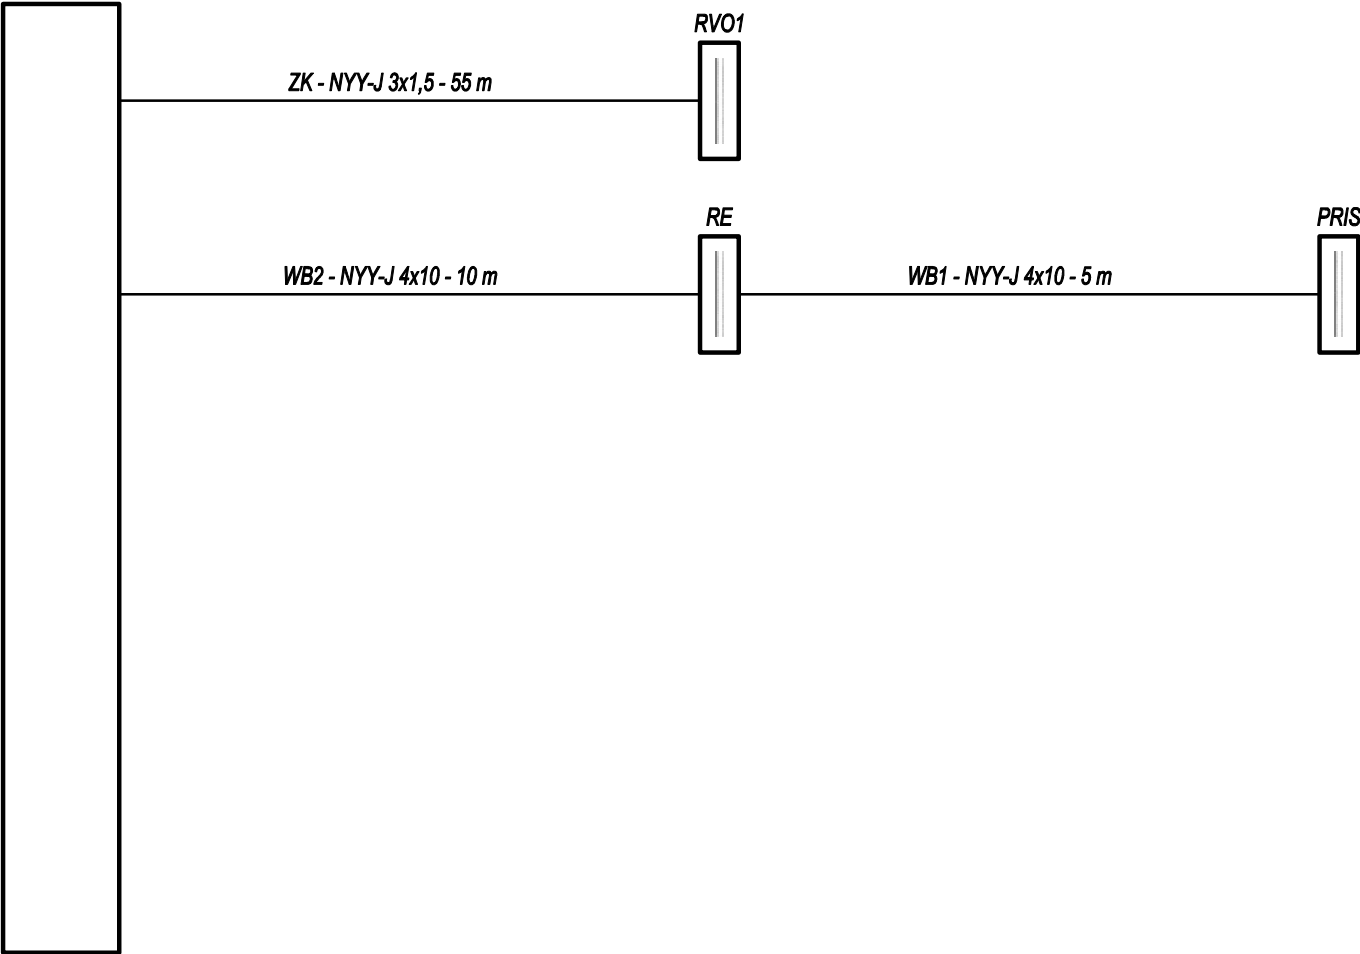 RVO1
ZK - NYY-J 3x1,5 - 55 m
RE
PRIS
WB2 - NYY-J 4x10 - 10 m
WB1 - NYY-J 4x10 - 5 m